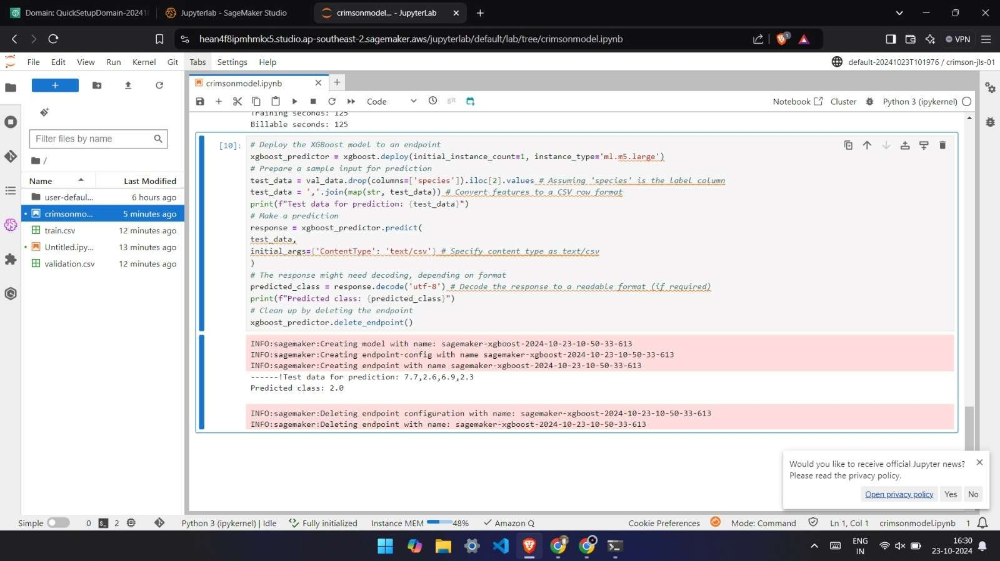 Domain: QuickSetupDomain-20241
Jupyterlab - SageMaker Studio
crimsonmodel... - JupyterLab
hean4f8ipmhmkx5.studio.ap-southeast-2.sagemaker.aws/jupyterlab/default/lab/tree/crimsonmodel.ipynb
1
VPN
File Edit View Run Kernel Git Tabs Settings Help
default-20241023T101976 / crimson-jls-01
crimsonmodel.ipynb
Code
git
Notebook
Cluster
Python 3 (ipykernel)
Filter files by name
/
Name Last Modified
user-defaul... 6 hours ago
crimsonmo... 5 minutes ago
train.csv 12 minutes ago
Untitled.ipy... 13 minutes ago
validation.csv 12 minutes ago
Training seconds: 125
Billable seconds: 125
[10]:
# Deploy the XGBoost model to an endpoint
xgboost_predictor = xgboost.deploy(initial_instance_count=1, instance_type='ml.m5.large')
# Prepare a sample input for prediction
test_data = val_data.drop(columns=['species']).iloc[2].values # Assuming 'species' is the label column
test_data = ','.join(map(str, test_data)) # Convert features to a CSV row format
print(f"Test data for prediction: {test_data}")
# Make a prediction
response = xgboost_predictor.predict(
test_data,
initial_args={'ContentType': 'text/csv'} # Specify content type as text/csv
)
# The response might need decoding, depending on format
predicted_class = response.decode('utf-8') # Decode the response to a readable format (if required)
print(f"Predicted class: {predicted_class}")
# Clean up by deleting the endpoint
xgboost_predictor.delete_endpoint()
INFO:sagemaker:Creating model with name: sagemaker-xgboost-2024-10-23-10-50-33-613
INFO:sagemaker:Creating endpoint-config with name sagemaker-xgboost-2024-10-23-10-50-33-613
INFO:sagemaker:Creating endpoint with name sagemaker-xgboost-2024-10-23-10-50-33-613
------!Test data for prediction: 7.7,2.6,6.9,2.3
Predicted class: 2.0
INFO:sagemaker:Deleting endpoint configuration with name: sagemaker-xgboost-2024-10-23-10-50-33-613
INFO:sagemaker:Deleting endpoint with name: sagemaker-xgboost-2024-10-23-10-50-33-613
Would you like to receive official Jupyter news?
Please read the privacy policy.
Open privacy policy Yes No
Simple 0 2 Python 3 (ipykernel) | Idle Fully initialized Instance MEM 48% Amazon Q Cookie Preferences Mode: Command Ln 1, Col 1 crimsonmodel.ipynb 1
ENG
IN
16:30
23-10-2024